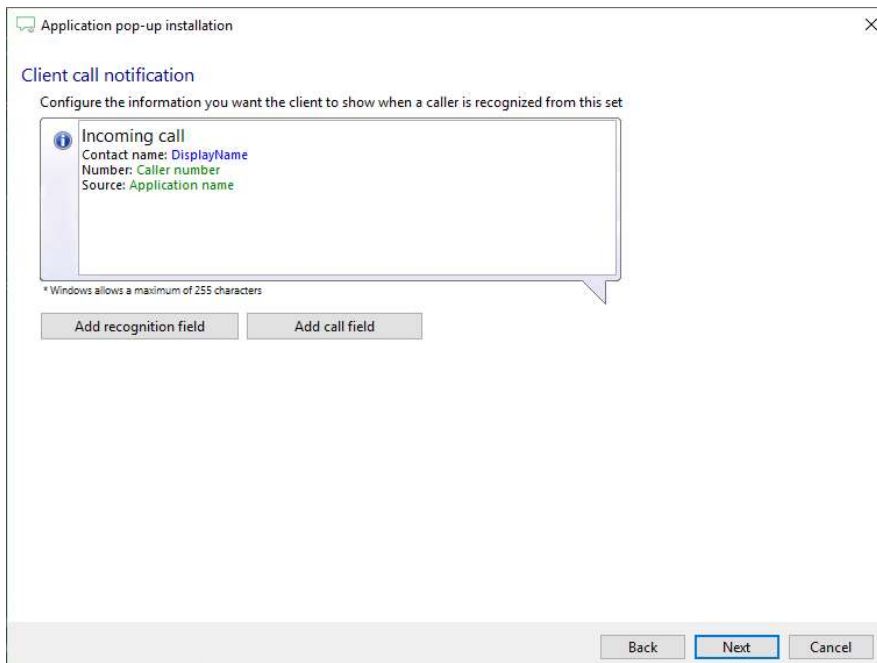 Application pop-up installation
Client call notification
Configure the information you want the client to show when a caller is recognized from this set
Incoming call
Contact name: DisplayName
Number: Caller number
Source: Application name
* Windows allows a maximum of 255 characters
Add recognition field Add call field
Back Next Cancel